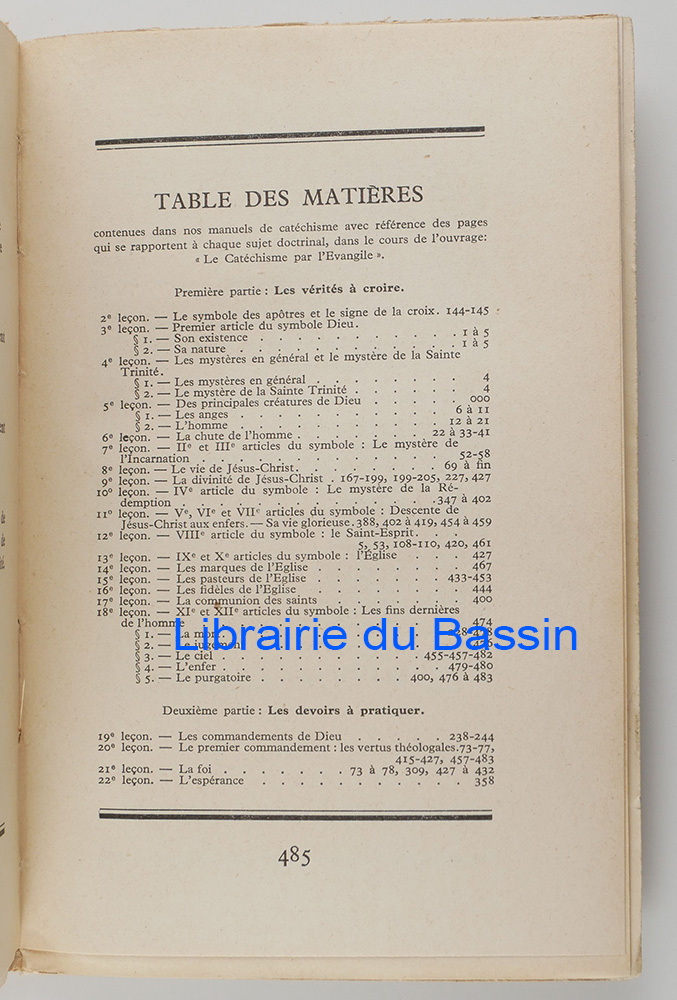 TABLE DES MATIÈRES
contenues dans nos manuels de catéchisme avec référence des pages
qui se rapportent à chaque sujet doctrinal, dans le cours de l'ouvrage:
« Le Catéchisme par l'Evangile ».
Première partie : Les vérités à croire.
2e leçon. — Le symbole des apôtres et le signe de la croix. 144-145
3e leçon. — Premier article du symbole Dieu.
§ 1. — Son existence . . . . . . . . . . 1 à 5
§ 2. — Sa nature . . . . . . . . . . 1 à 5
4e leçon. — Les mystères en général et le mystère de la Sainte
Trinité.
§ 1. — Les mystères en général . . . . . . . 4
§ 2. — Le mystère de la Sainte Trinité . . . . . 4
5e leçon. — Des principales créatures de Dieu . . . . . 000
§ 1. — Les anges . . . . . . . . . . 6 à 11
§ 2. — L'homme . . . . . . . . . . 12 à 21
6e leçon. — La chute de l'homme . . . . . . 22 à 33-41
7e leçon. — IIe et IIIe articles du symbole : Le mystère de
l'Incarnation . . . . . . . . . . 52-58
8e leçon. — Le vie de Jésus-Christ. . . . . . . 69 à fin
9e leçon. — La divinité de Jésus-Christ . 167-199, 199-205, 227, 427
10e leçon. — IVe article du symbole : Le mystère de la Ré-
demption . . . . . . . . . . 347 à 402
11e leçon. — Ve, VIe et VIIe articles du symbole : Descente de
Jésus-Christ aux enfers. — Sa vie glorieuse. 388, 402 à 419, 454 à 459
12e leçon. — VIIIe article du symbole : le Saint-Esprit. . .
5, 53, 108-110, 420, 461
13e leçon. — IXe et Xe articles du symbole : l'Église . . . 427
14e leçon. — Les marques de l'Eglise . . . . . . 467
15e leçon. — Les pasteurs de l'Eglise . . . . . . 433-453
16e leçon. — Les fidèles de l'Eglise . . . . . . 444
17e leçon. — La communion des saints . . . . . . 400
18e leçon. — XIe et XIIe articles du symbole : Les fins dernières
de l'homme . . . . . . . . . . 474
§ 1. — La mort
§ 2. — Le jugement
§ 3. — Le ciel . . . . . . . . 455-457-482
§ 4. — L'enfer . . . . . . . . . 479-480
§ 5. — Le purgatoire . . . . . . . 400, 476 à 483
Librairie du Bassin
Deuxième partie : Les devoirs à pratiquer.
19e leçon. — Les commandements de Dieu . . . . . 238-244
20e leçon. — Le premier commandement : les vertus théologales. 73-77,
415-427, 457-483
21e leçon. — La foi . . . . . . 73 à 78, 309, 427 à 432
22e leçon. — L'espérance . . . . . . . . . . 358
485